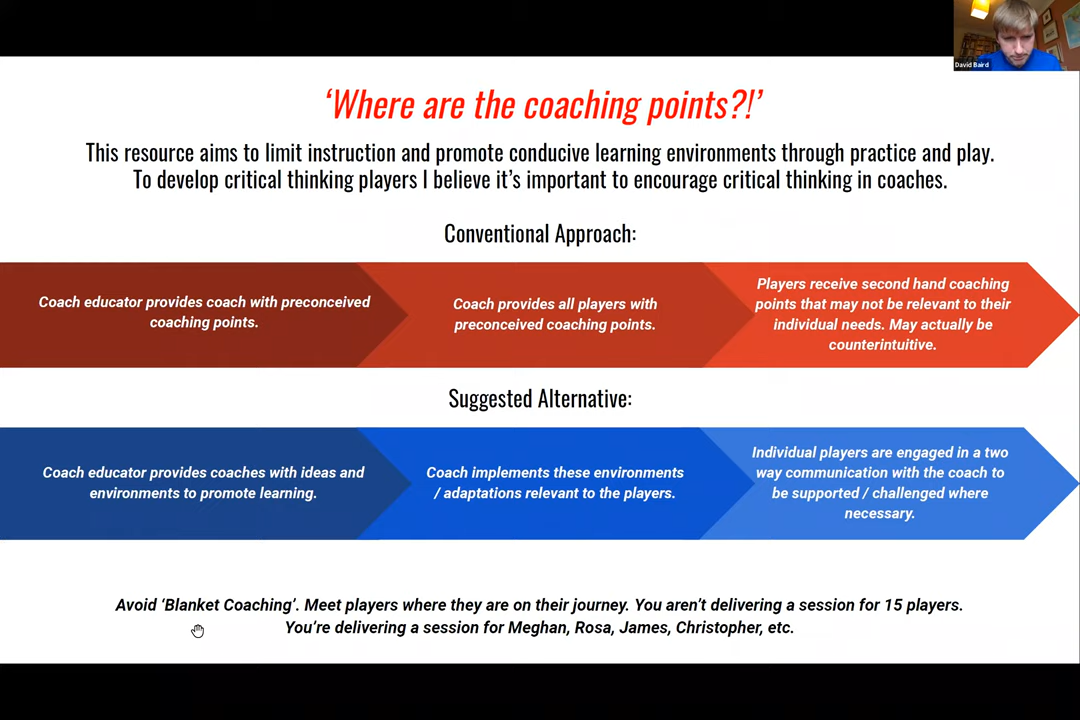 David Baird
‘Where are the coaching points?!’
This resource aims to limit instruction and promote conducive learning environments through practice and play.
To develop critical thinking players I believe it’s important to encourage critical thinking in coaches.
Conventional Approach:
Coach educator provides coach with preconceived
coaching points.
Coach provides all players with
preconceived coaching points.
Players receive second hand coaching
points that may not be relevant to their
individual needs. May actually be
counterintuitive.
Suggested Alternative:
Coach educator provides coaches with ideas and
environments to promote learning.
Coach implements these environments
/ adaptations relevant to the players.
Individual players are engaged in a two
way communication with the coach to
be supported / challenged where
necessary.
Avoid ‘Blanket Coaching’. Meet players where they are on their journey. You aren’t delivering a session for 15 players.
You’re delivering a session for Meghan, Rosa, James, Christopher, etc.